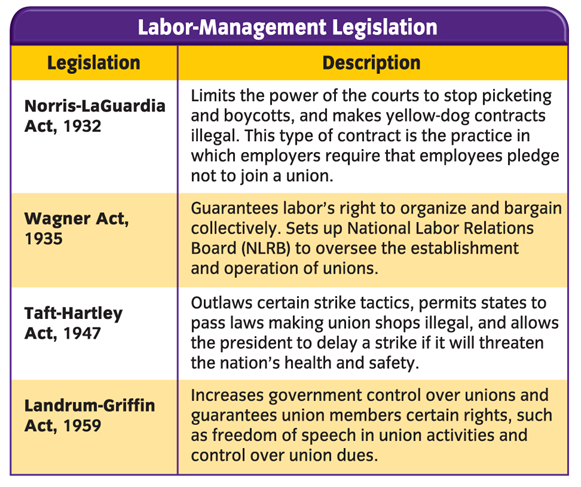 Labor-Management Legislation
Legislation
Description
Norris-LaGuardia
Act, 1932
Limits the power of the courts to stop picketing
and boycotts, and makes yellow-dog contracts
illegal. This type of contract is the practice in
which employers require that employees pledge
not to join a union.
Wagner Act,
1935
Guarantees labor’s right to organize and bargain
collectively. Sets up National Labor Relations
Board (NLRB) to oversee the establishment
and operation of unions.
Taft-Hartley
Act, 1947
Outlaws certain strike tactics, permits states to
pass laws making union shops illegal, and allows
the president to delay a strike if it will threaten
the nation’s health and safety.
Landrum-Griffin
Act, 1959
Increases government control over unions and
guarantees union members certain rights, such
as freedom of speech in union activities and
control over union dues.